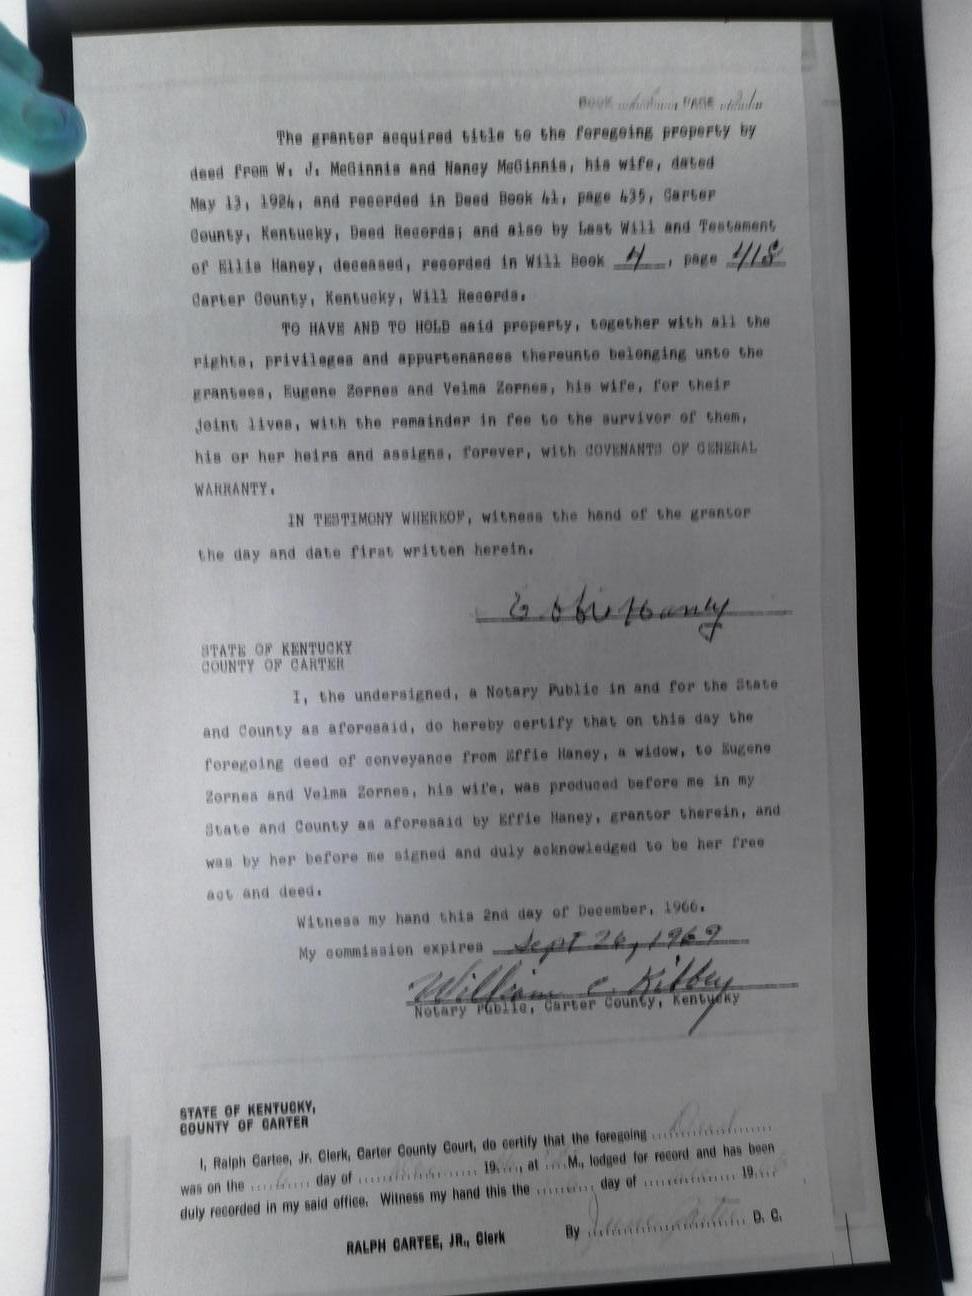 BOOK PAGE
The grantor acquired title to the foregoing property by
deed from W. J. McGinnis and Nancy McGinnis, his wife, dated
May 13, 1924, and recorded in Deed Book 41, page 435, Carter
County, Kentucky, Deed Records; and also by Last Will and Testament
of Ellis Haney, deceased, recorded in Will Book 4, page 418
Carter County, Kentucky, Will Records.
TO HAVE AND TO HOLD said property, together with all the
rights, privileges and appurtenances thereunto belonging unto the
grantees, Eugene Zornes and Velma Zornes, his wife, for their
joint lives, with the remainder in fee to the survivor of them,
his or her heirs and assigns, forever, with COVENANTS OF GENERAL
WARRANTY.
IN TESTIMONY WHEREOF, witness the hand of the grantor
the day and date first written herein.
Effie Haney
STATE OF KENTUCKY
COUNTY OF CARTER
I, the undersigned, a Notary Public in and for the State
and County as aforesaid, do hereby certify that on this day the
foregoing deed of conveyance from Effie Haney, a widow, to Eugene
Zornes and Velma Zornes, his wife, was produced before me in my
State and County as aforesaid by Effie Haney, grantor therein, and
was by her before me signed and duly acknowledged to be her free
act and deed.
Witness my hand this 2nd day of December, 1966.
My commission expires Sept 26, 1969
William C. Kibbey
Notary Public, Carter County, Kentucky
STATE OF KENTUCKY,
COUNTY OF CARTER
I, Ralph Cartee, Jr. Clerk, Carter County Court, do certify that the foregoing Deed
was on the day of 19 at M., lodged for record and has been
duly recorded in my said office. Witness my hand this the day of 19
RALPH CARTEE, JR., Clerk By D. C.